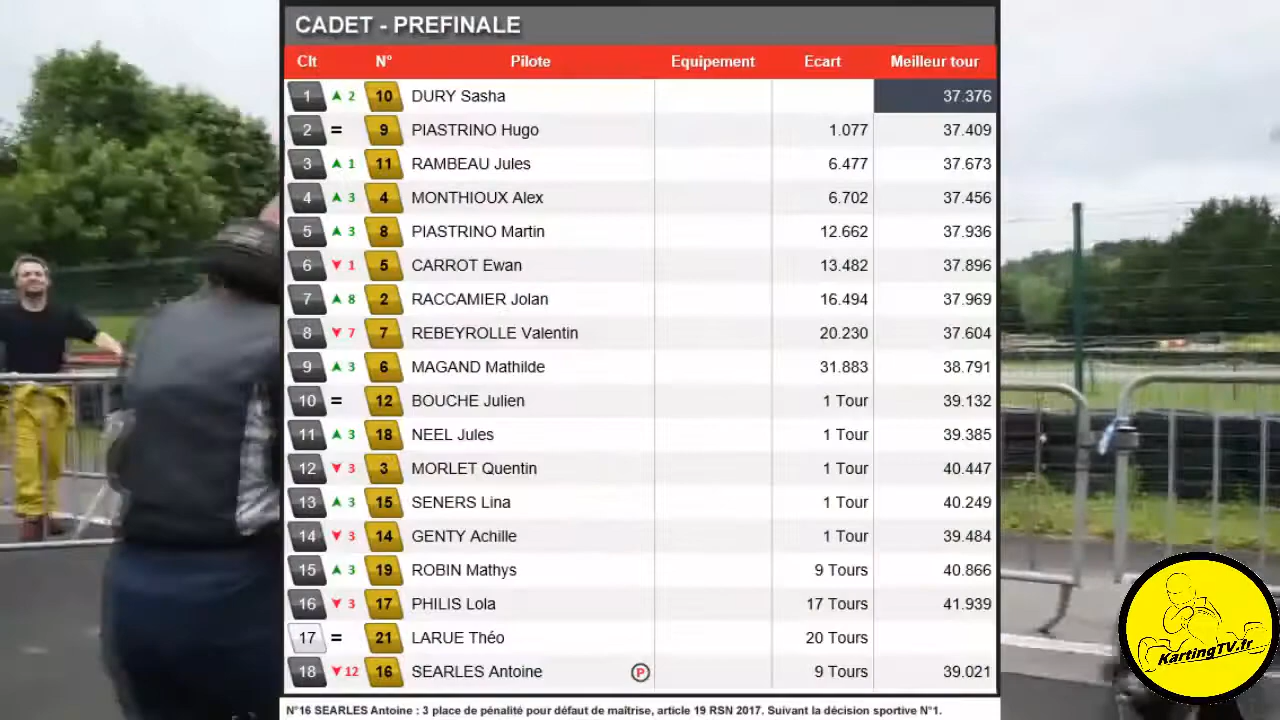 CADET - PREFINALE
Clt N° Pilote Equipement Ecart Meilleur tour
1 ▲ 2 10 DURY Sasha 37.376
2 = 9 PIASTRINO Hugo 1.077 37.409
3 ▲ 1 11 RAMBEAU Jules 6.477 37.673
4 ▲ 3 4 MONTHIOUX Alex 6.702 37.456
5 ▲ 3 8 PIASTRINO Martin 12.662 37.936
6 ▼ 1 5 CARROT Ewan 13.482 37.896
7 ▲ 8 2 RACCAMIER Jolan 16.494 37.969
8 ▼ 7 7 REBEYROLLE Valentin 20.230 37.604
9 ▲ 3 6 MAGAND Mathilde 31.883 38.791
10 = 12 BOUCHE Julien 1 Tour 39.132
11 ▲ 3 18 NEEL Jules 1 Tour 39.385
12 ▼ 3 3 MORLET Quentin 1 Tour 40.447
13 ▲ 3 15 SENERS Lina 1 Tour 40.249
14 ▼ 3 14 GENTY Achille 1 Tour 39.484
15 ▲ 3 19 ROBIN Mathys 9 Tours 40.866
16 ▼ 3 17 PHILIS Lola 17 Tours 41.939
17 = 21 LARUE Théo 20 Tours
18 ▼ 12 16 SEARLES Antoine P 9 Tours 39.021
N°16 SEARLES Antoine : 3 place de pénalité pour défaut de maîtrise, article 19 RSN 2017. Suivant la décision sportive N°1.
KartingTV.fr